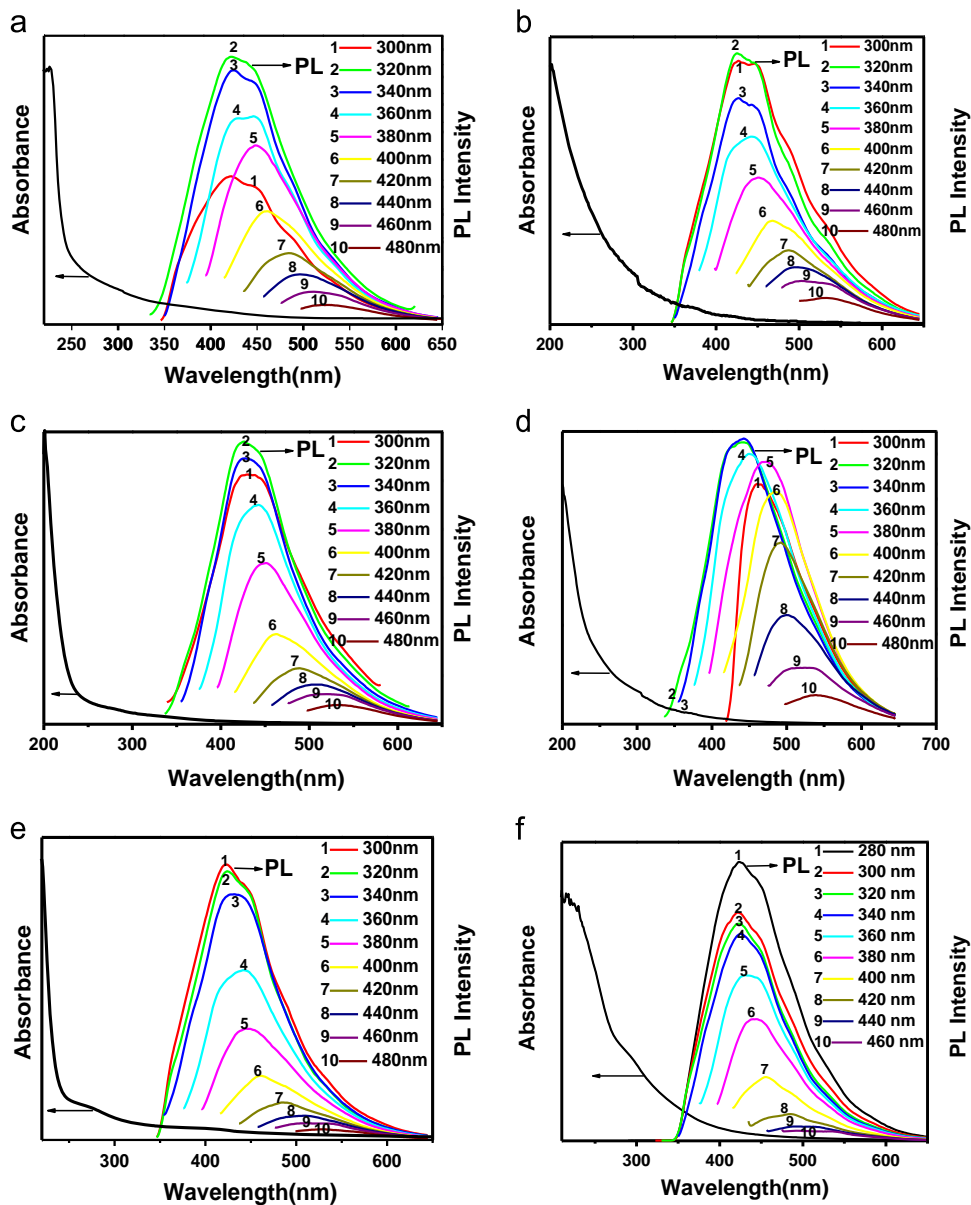 a
Absorbance
PL Intensity
PL
1 300nm
2 320nm
3 340nm
4 360nm
5 380nm
6 400nm
7 420nm
8 440nm
9 460nm
10 480nm
2
3
4
5
1
6
7
8
9
10
250 300 350 400 450 500 550 600 650
Wavelength(nm)
b
Absorbance
PL Intensity
PL
1 300nm
2 320nm
3 340nm
4 360nm
5 380nm
6 400nm
7 420nm
8 440nm
9 460nm
10 480nm
2
1
3
4
5
6
7
8
9
10
200 300 400 500 600
Wavelength(nm)
c
Absorbance
PL Intensity
PL
1 300nm
2 320nm
3 340nm
4 360nm
5 380nm
6 400nm
7 420nm
8 440nm
9 460nm
10 480nm
2
3
1
4
5
6
7
8
9
10
200 300 400 500 600
Wavelength(nm)
d
Absorbance
PL Intensity
PL
1 300nm
2 320nm
3 340nm
4 360nm
5 380nm
6 400nm
7 420nm
8 440nm
9 460nm
10 480nm
4
5
1
6
7
8
9
10
2
3
200 300 400 500 600 700
Wavelength (nm)
e
Absorbance
PL Intensity
PL
1 300nm
2 320nm
3 340nm
4 360nm
5 380nm
6 400nm
7 420nm
8 440nm
9 460nm
10 480nm
1
2
3
4
5
6
7
8
9
10
300 400 500 600
Wavelength(nm)
f
Absorbance
PL Intensity
PL
1 280 nm
2 300 nm
3 320 nm
4 340 nm
5 360 nm
6 380 nm
7 400 nm
8 420 nm
9 440 nm
10 460 nm
1
2
3
4
5
6
7
8
9
10
300 400 500 600
Wavelength(nm)